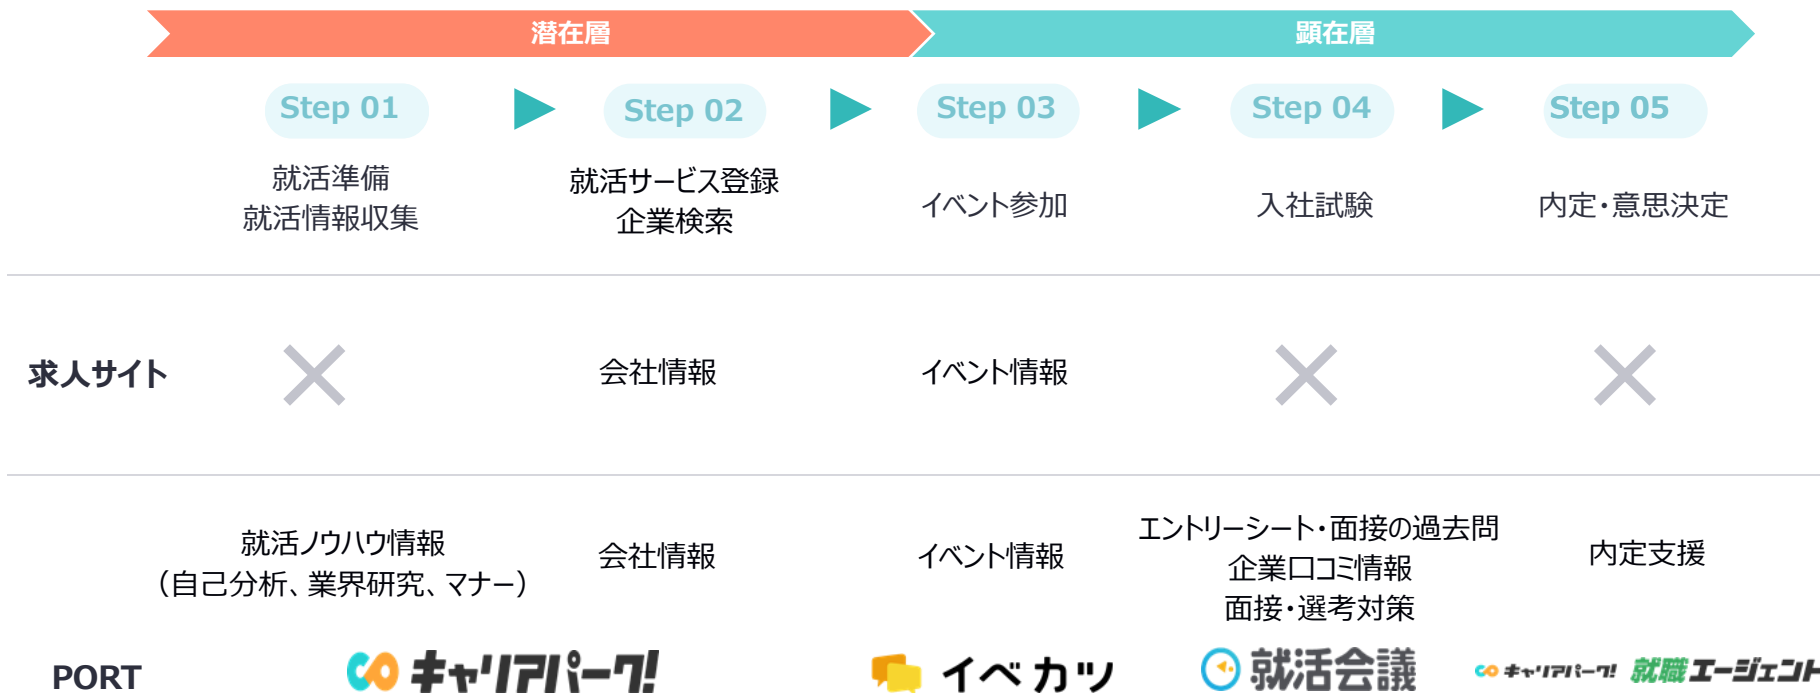 潜在層
顕在層
Step 01
Step 02
Step 03
Step 04
Step 05
就活準備
就活情報収集
就活サービス登録
企業検索
イベント参加
入社試験
内定・意思決定
求人サイト
会社情報
イベント情報
就活ノウハウ情報
（自己分析、業界研究、マナー）
会社情報
イベント情報
エントリーシート・面接の過去問
企業口コミ情報
面接・選考対策
内定支援
PORT
キャリアパーク!
イベカツ
就活会議
キャリアパーク! 就職エージェント